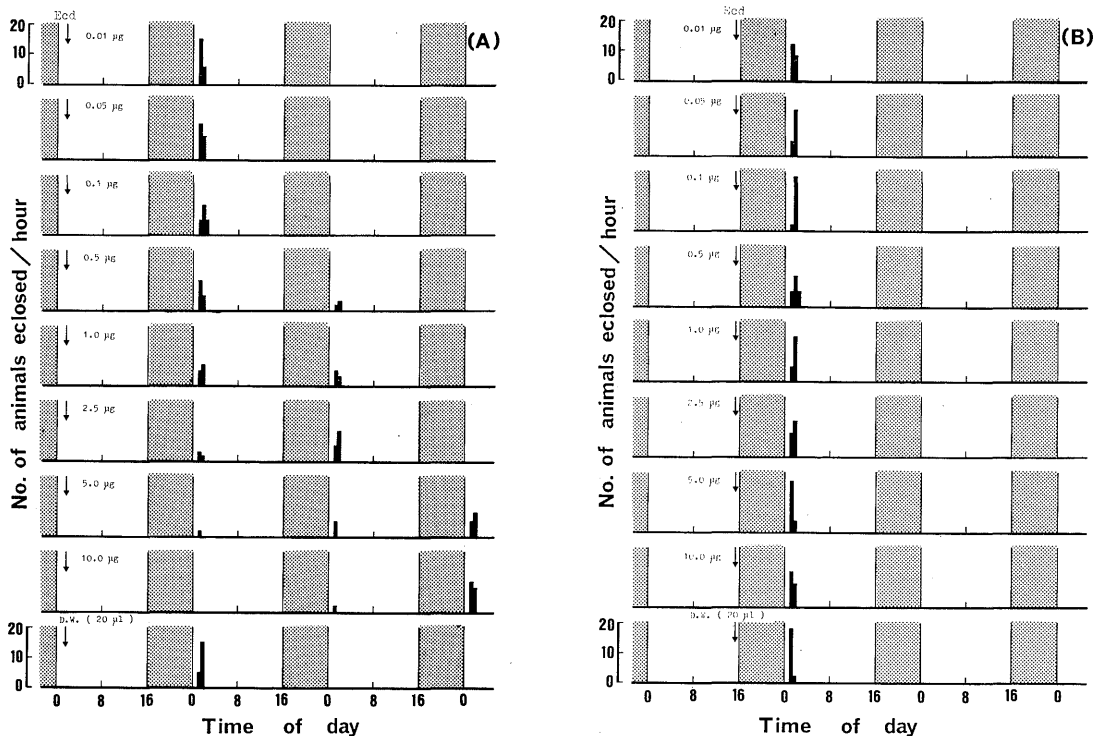 Ecd
20
10
0
0.01 µg
(A)
0.05 µg
0.1 µg
0.5 µg
1.0 µg
2.5 µg
5.0 µg
10.0 µg
D.W. ( 20 µl )
20
10
0
0 8 16 0 8 16 0 8 16 0
Time of day
No. of animals eclosed / hour
Ecd
20
10
0
0.01 µg
(B)
0.05 µg
0.1 µg
0.5 µg
1.0 µg
2.5 µg
5.0 µg
10.0 µg
D.W. ( 20 µl )
20
10
0
0 8 16 0 8 16 0 8 16 0
Time of day
No. of animals eclosed / hour